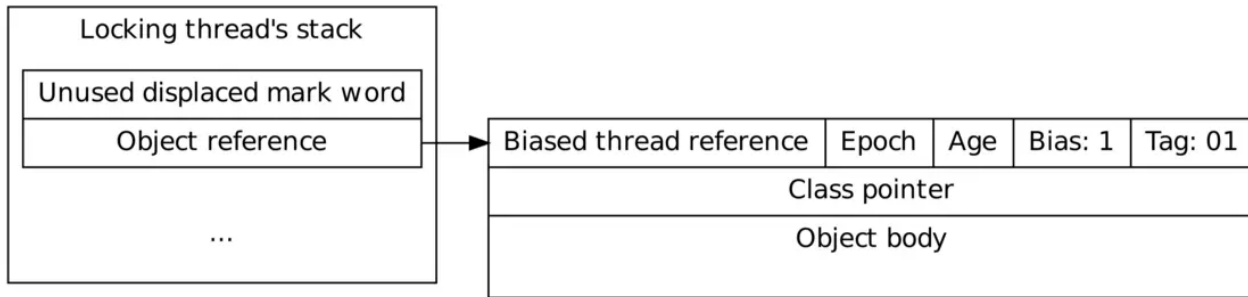 Locking thread's stack
Unused displaced mark word
Object reference
...
Biased thread reference Epoch Age Bias: 1 Tag: 01
Class pointer
Object body